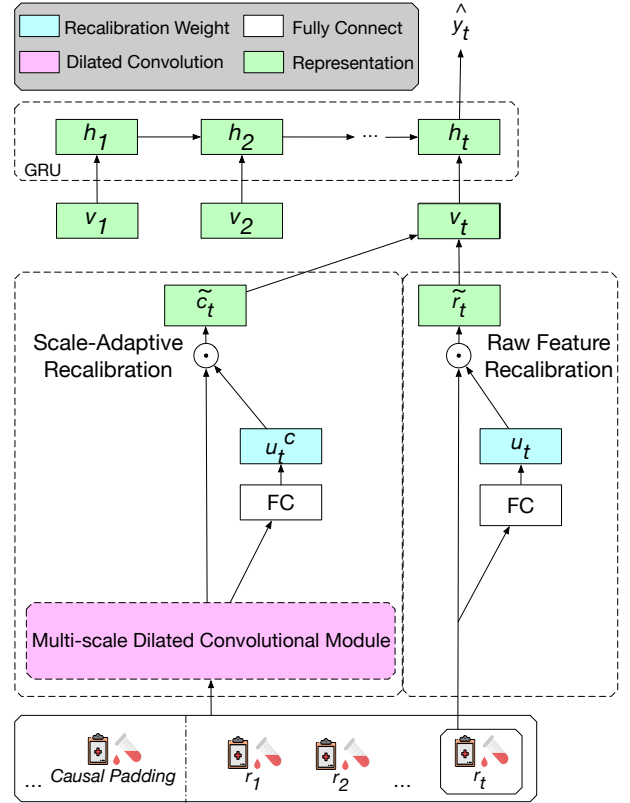 Recalibration Weight Fully Connect
Dilated Convolution Representation
ŷ_t
h_1 h_2 ... h_t
GRU
v_1 v_2 v_t
c̃_t r̃_t
Scale-Adaptive
Recalibration
Raw Feature
Recalibration
u_t^c u_t
FC FC
Multi-scale Dilated Convolutional Module
... Causal Padding r_1 r_2 ... r_t